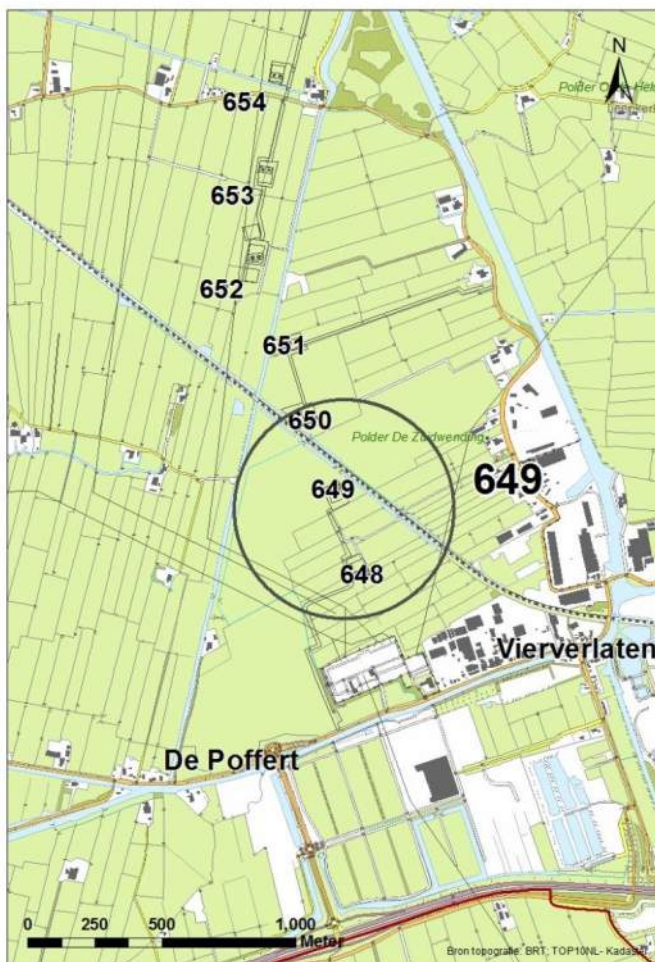 N
654
653
652
651
650
Polder De Zuidwending
649
649
648
Vierverlaten
De Poffert
0 250 500 1,000
Meter
Bron topografie: BRT; TOP10NL- Kadaster